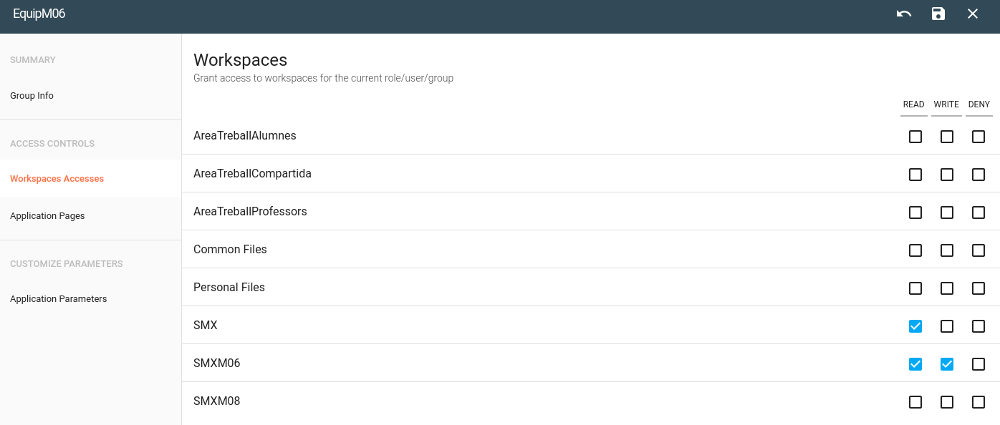 EquipM06
SUMMARY
Group Info
ACCESS CONTROLS
Workspaces Accesses
Application Pages
CUSTOMIZE PARAMETERS
Application Parameters
Workspaces
Grant access to workspaces for the current role/user/group
READ WRITE DENY
AreaTreballAlumnes
AreaTreballCompartida
AreaTreballProfessors
Common Files
Personal Files
SMX
SMXM06
SMXM08